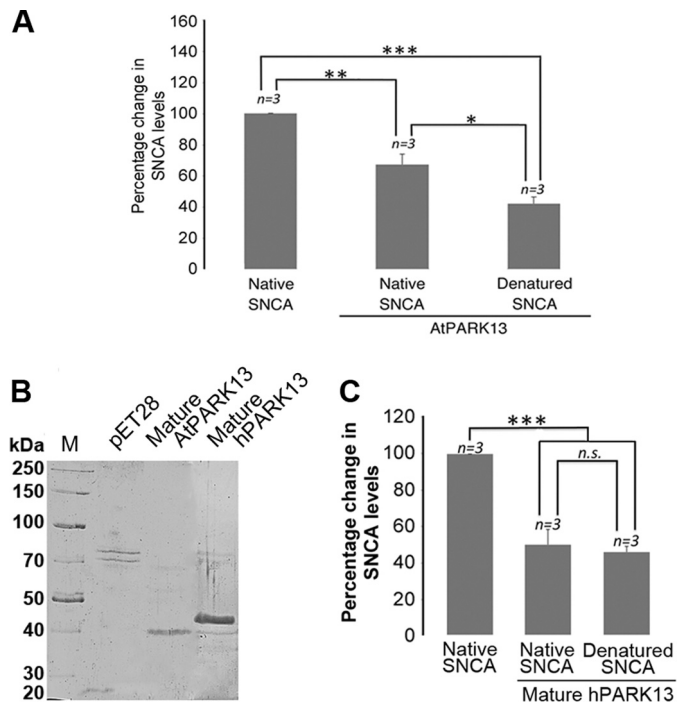 A
Percentage change in
SNCA levels
160
140
120
100
80
60
40
20
0
***
**
*
n=3
n=3
n=3
Native
SNCA
Native
SNCA
Denatured
SNCA
AtPARK13
B
kDa
M
pET28
Mature
AtPARK13
Mature
hPARK13
250
150
100
70
50
40
30
20
C
Percentage change in
SNCA levels
120
100
80
60
40
20
0
***
n.s.
n=3
n=3
n=3
Native
SNCA
Native
SNCA
Denatured
SNCA
Mature hPARK13